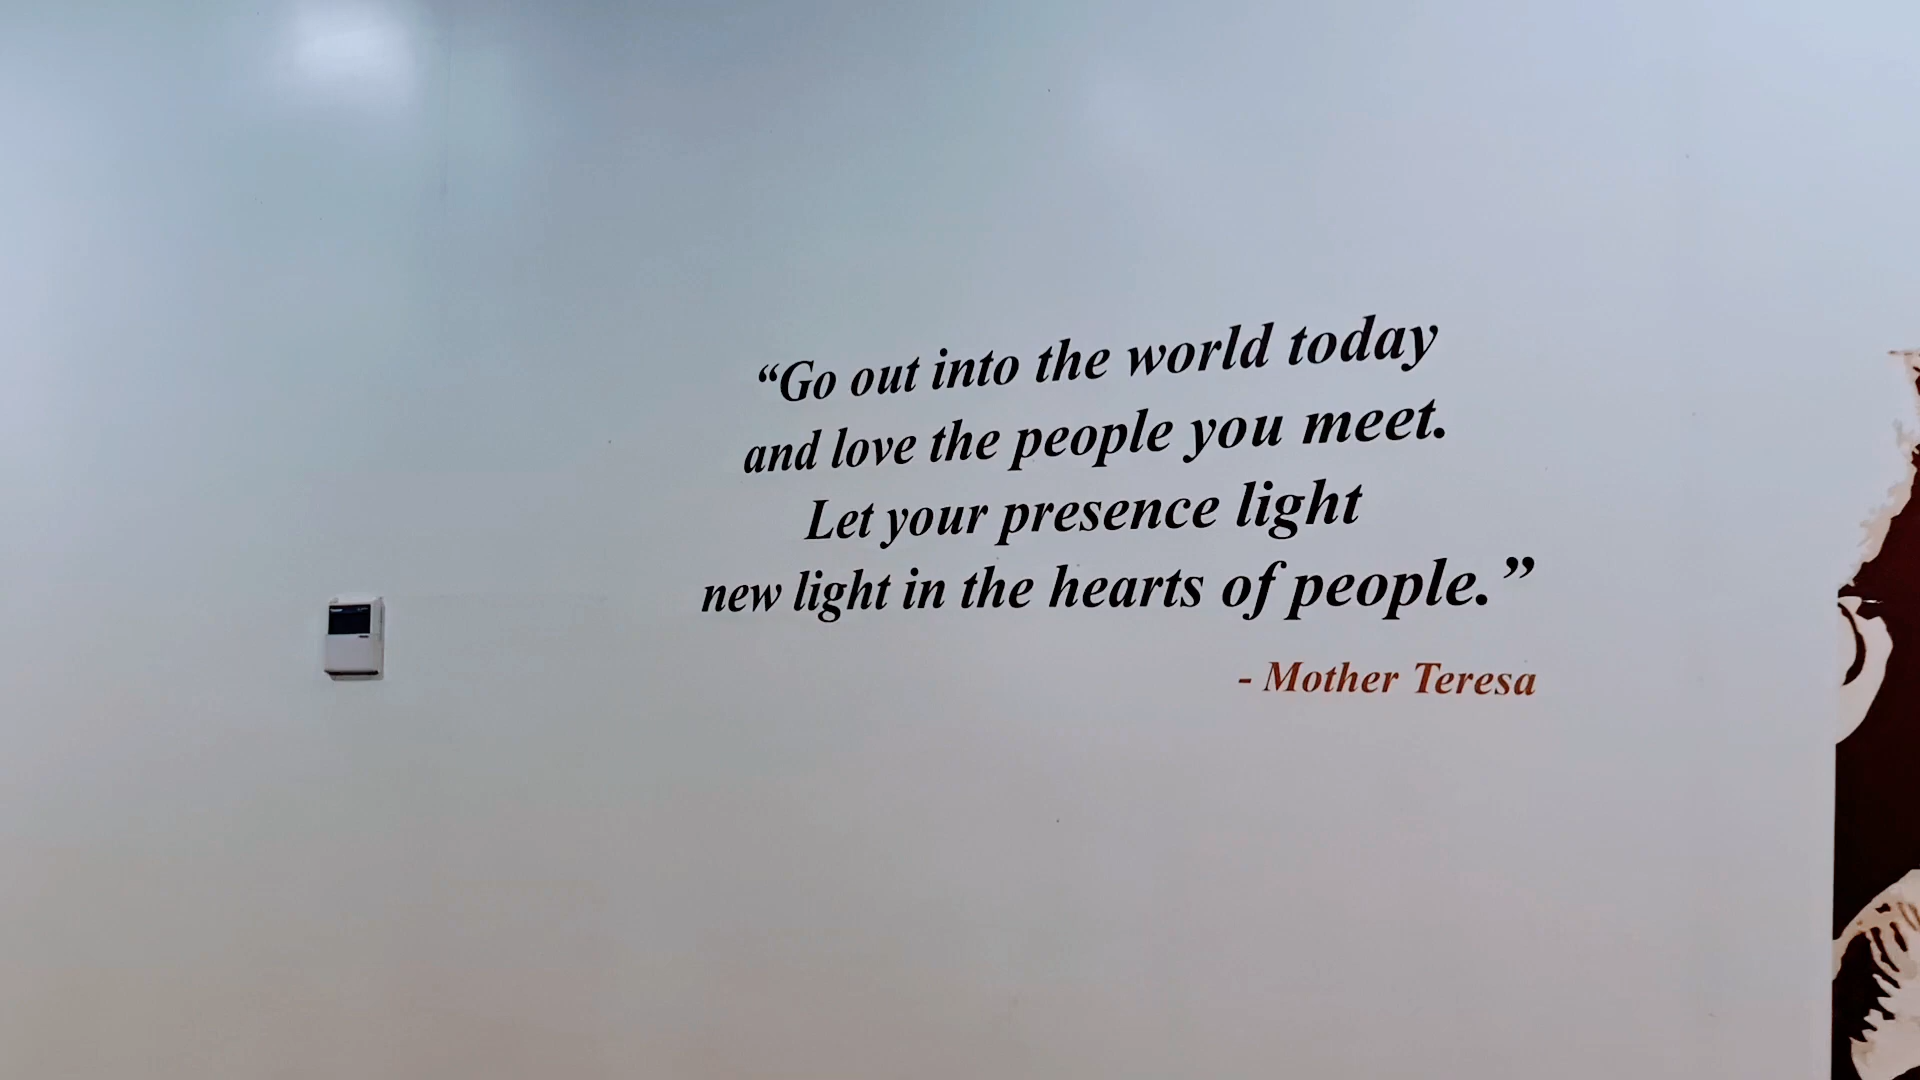 “Go out into the world today
and love the people you meet.
Let your presence light
new light in the hearts of people.”
- Mother Teresa